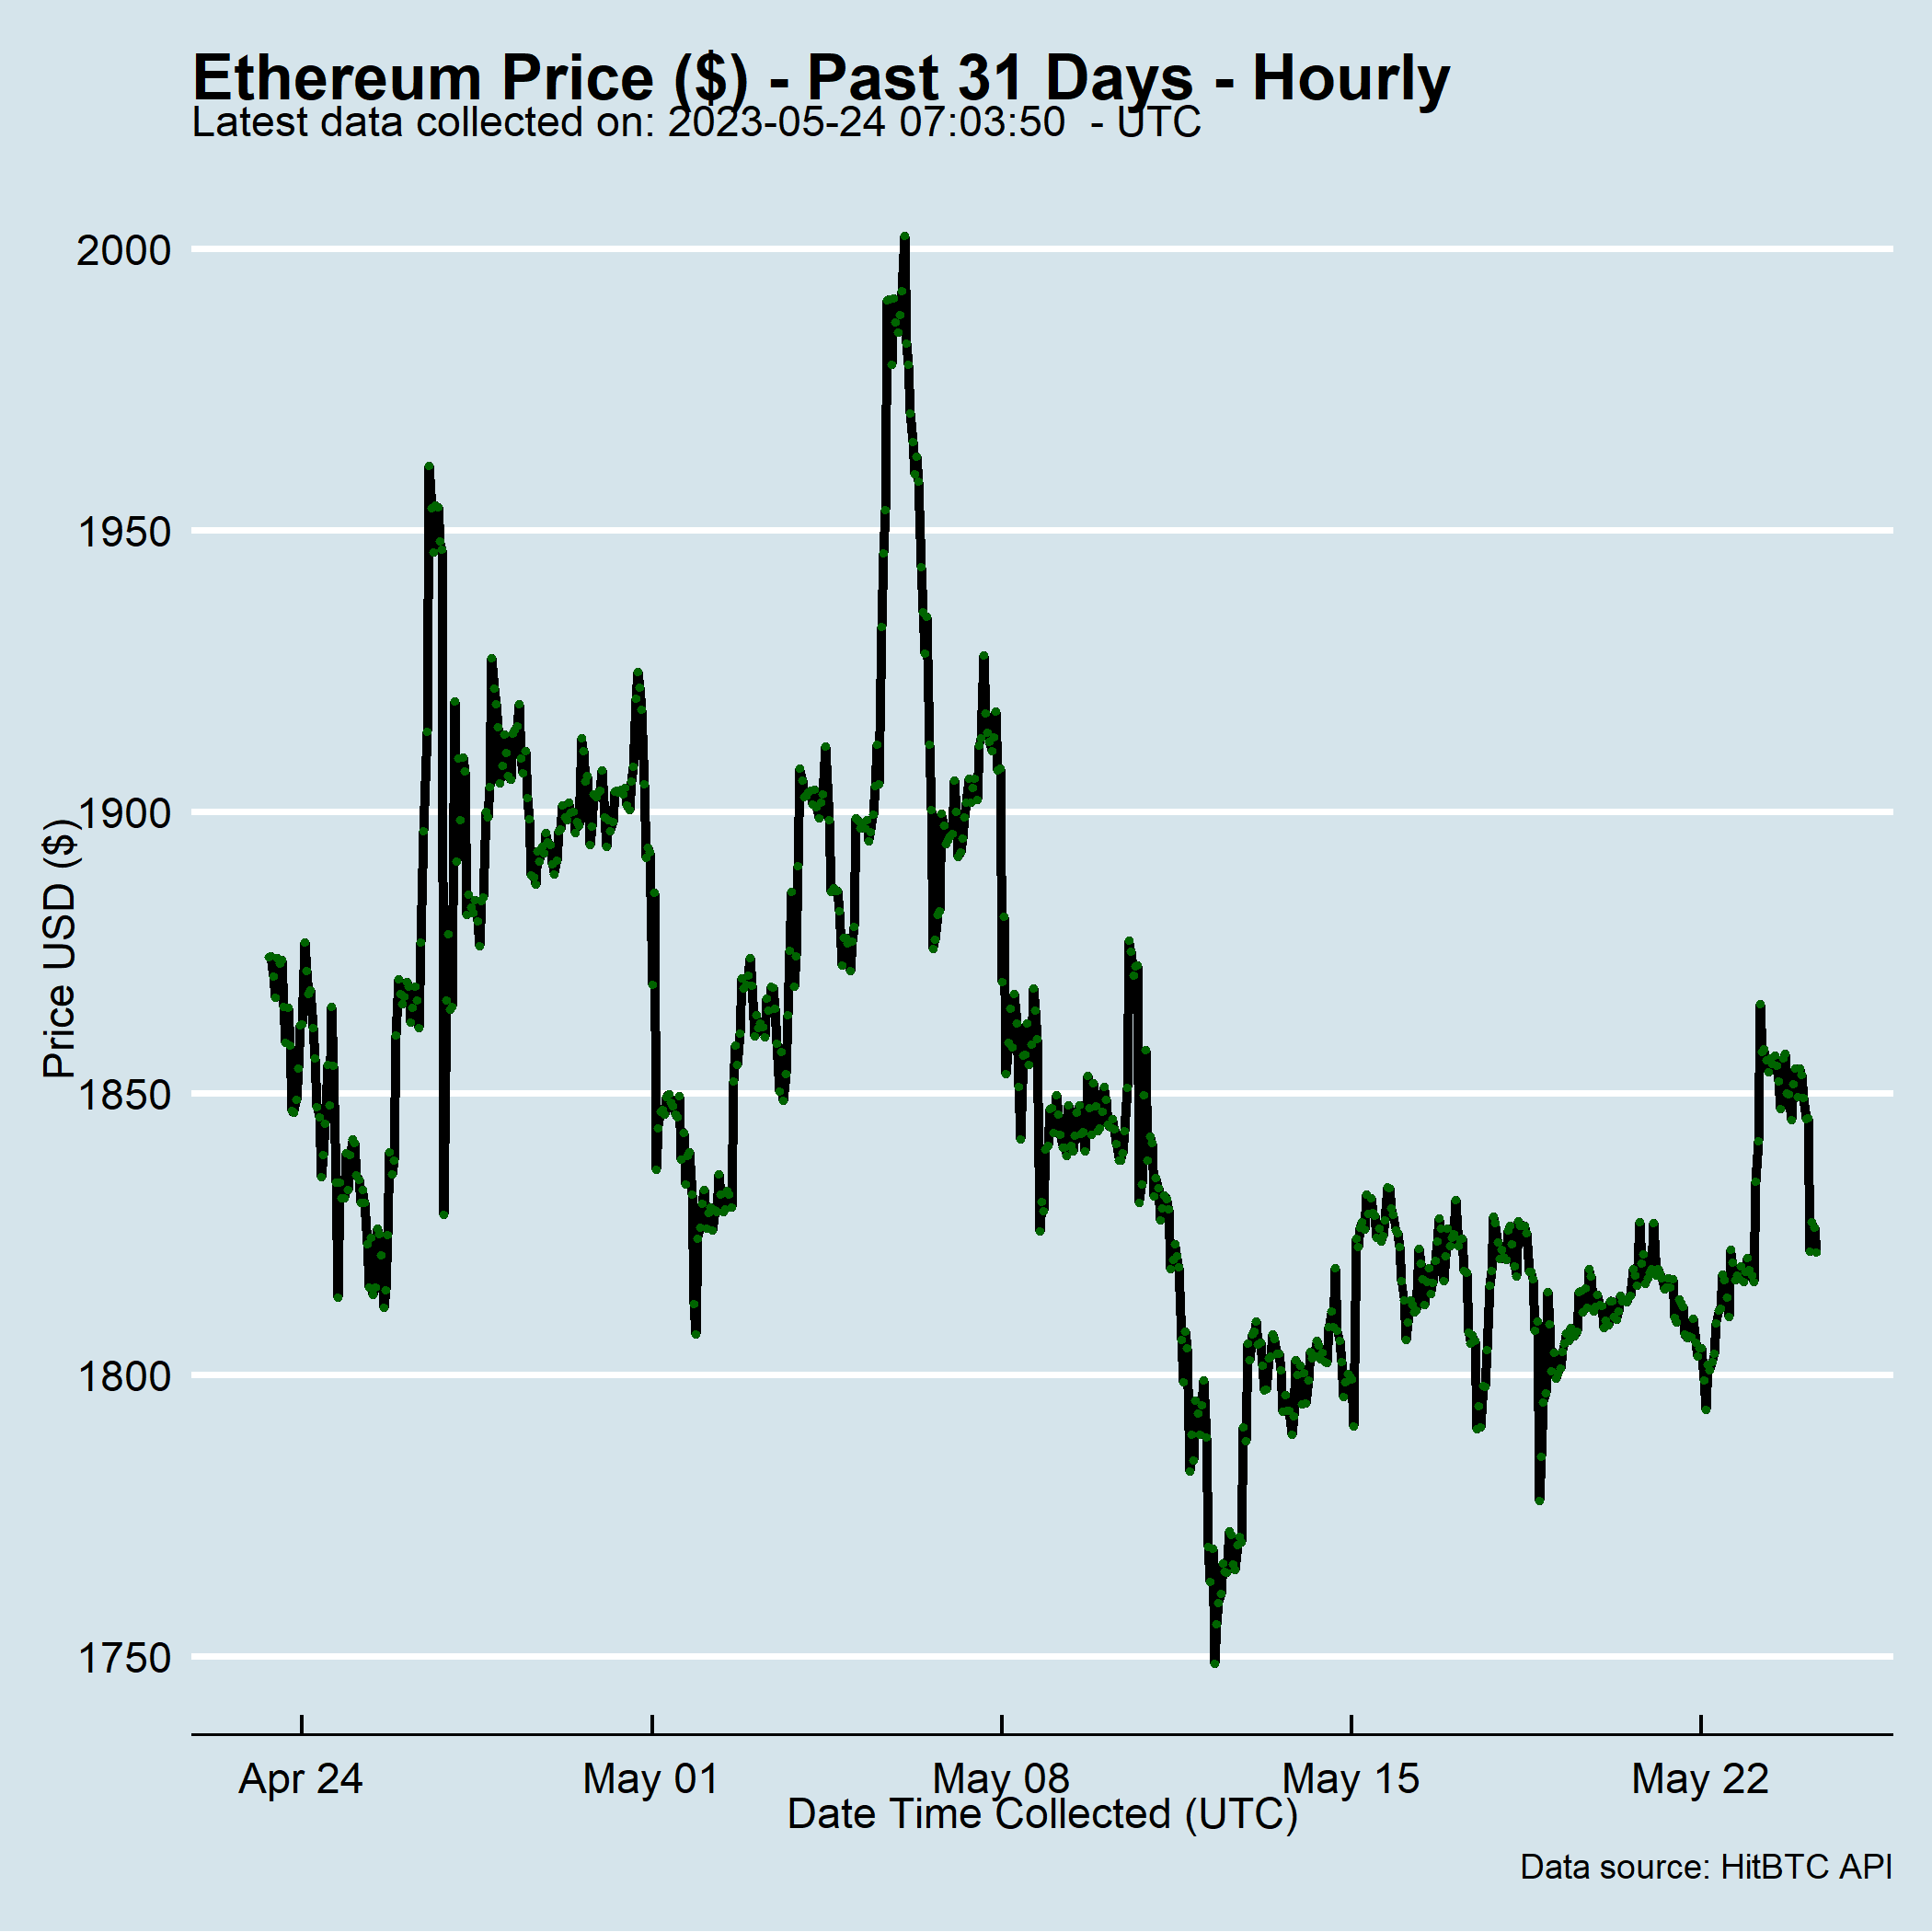 Ethereum Price ($) - Past 31 Days - Hourly
Latest data collected on: 2023-05-24 07:03:50  - UTC
2000
1950
1900
1850
1800
1750
Price USD ($)
Apr 24
May 01
May 08
May 15
May 22
Date Time Collected (UTC)
Data source: HitBTC API